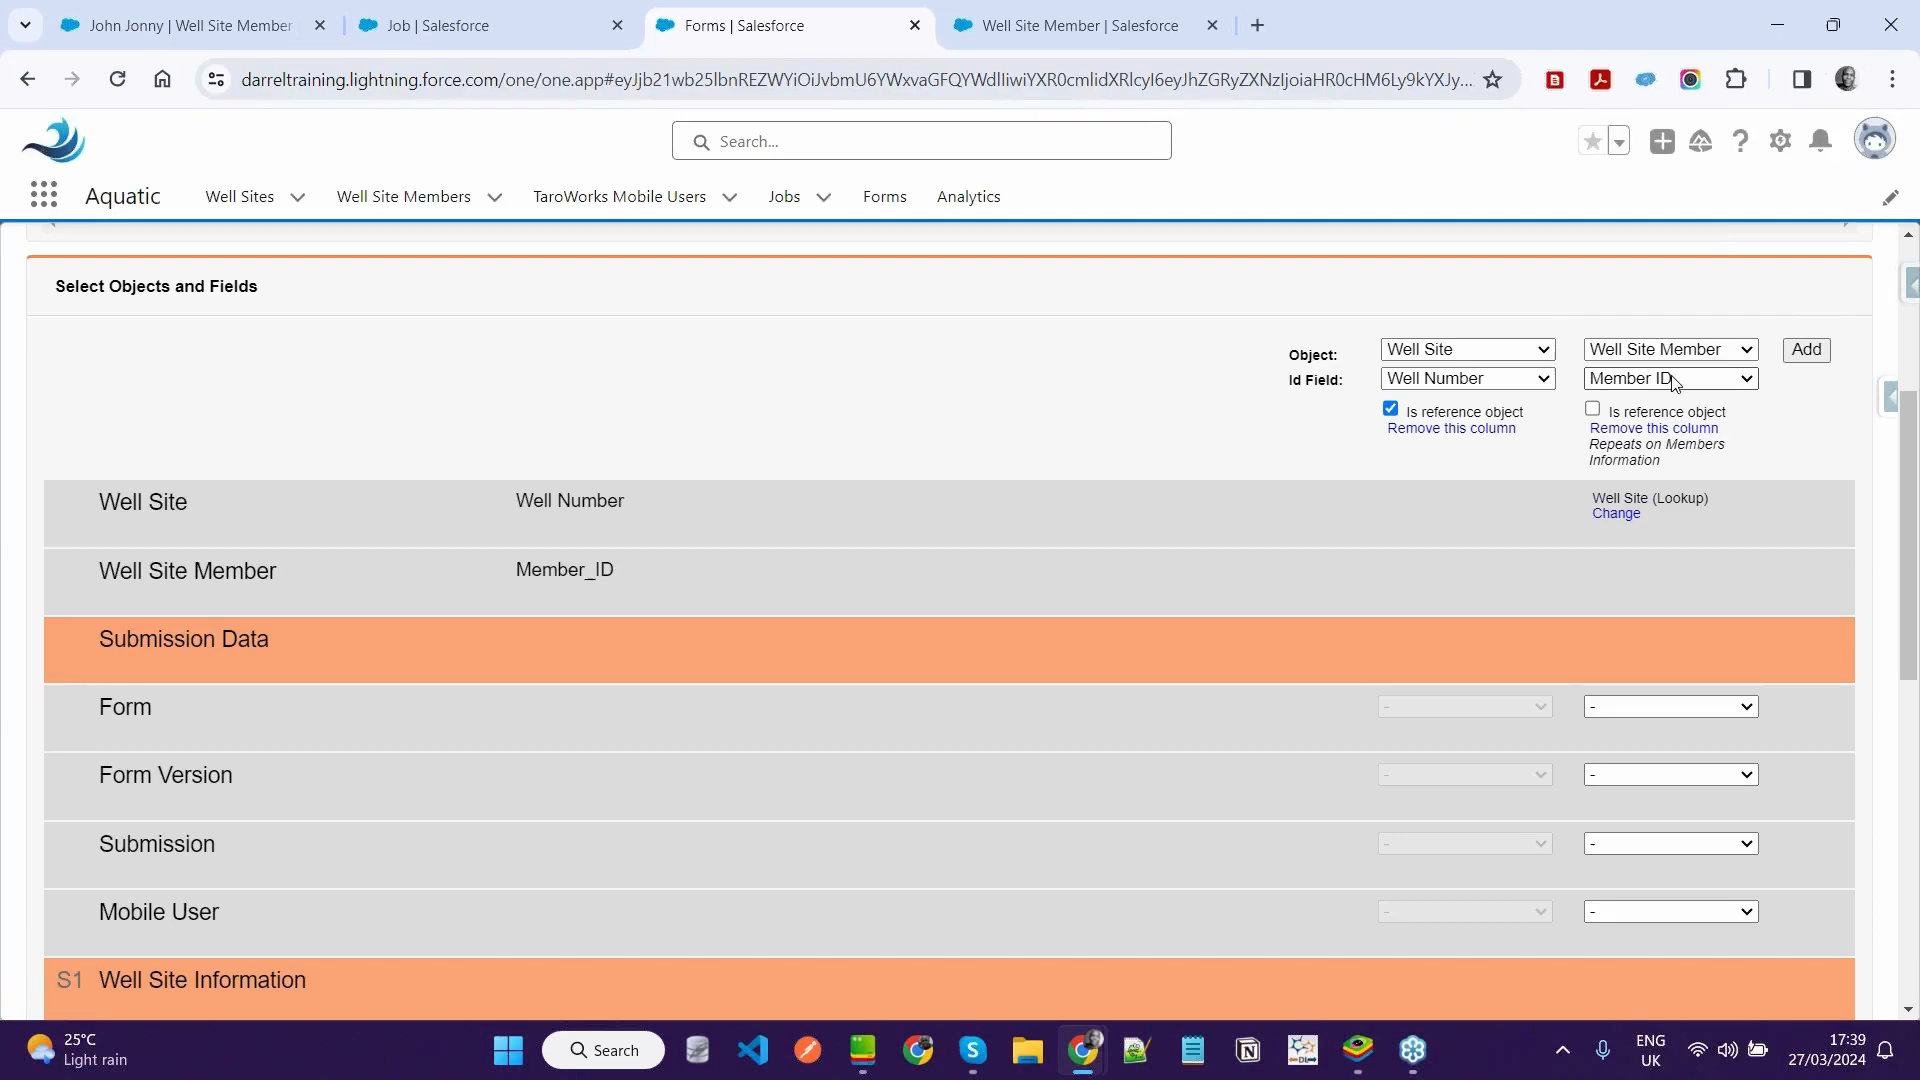 John Jonny | Well Site Member
Job | Salesforce
Forms | Salesforce
Well Site Member | Salesforce
darreltraining.lightning.force.com/one/one.app#eyJjb21wb25lbnREZWYiOiJvbmU6YWxvaGFQYWdlIiwiYXR0cmlidXRlcyI6eyJhZGRyZXNzIjoiaHR0cHM6Ly9kYXJy...
Search...
Aquatic
Well Sites
Well Site Members
TaroWorks Mobile Users
Jobs
Forms
Analytics
Select Objects and Fields
Object:
Well Site
Well Site Member
Add
Id Field:
Well Number
Member ID
Is reference object
Is reference object
Remove this column
Remove this column
Repeats on Members
Information
Well Site
Well Number
Well Site (Lookup)
Change
Well Site Member
Member_ID
Submission Data
Form
-
-
Form Version
-
-
Submission
-
-
Mobile User
-
-
S1 Well Site Information
25°C
Light rain
Search
ENG
UK
17:39
27/03/2024